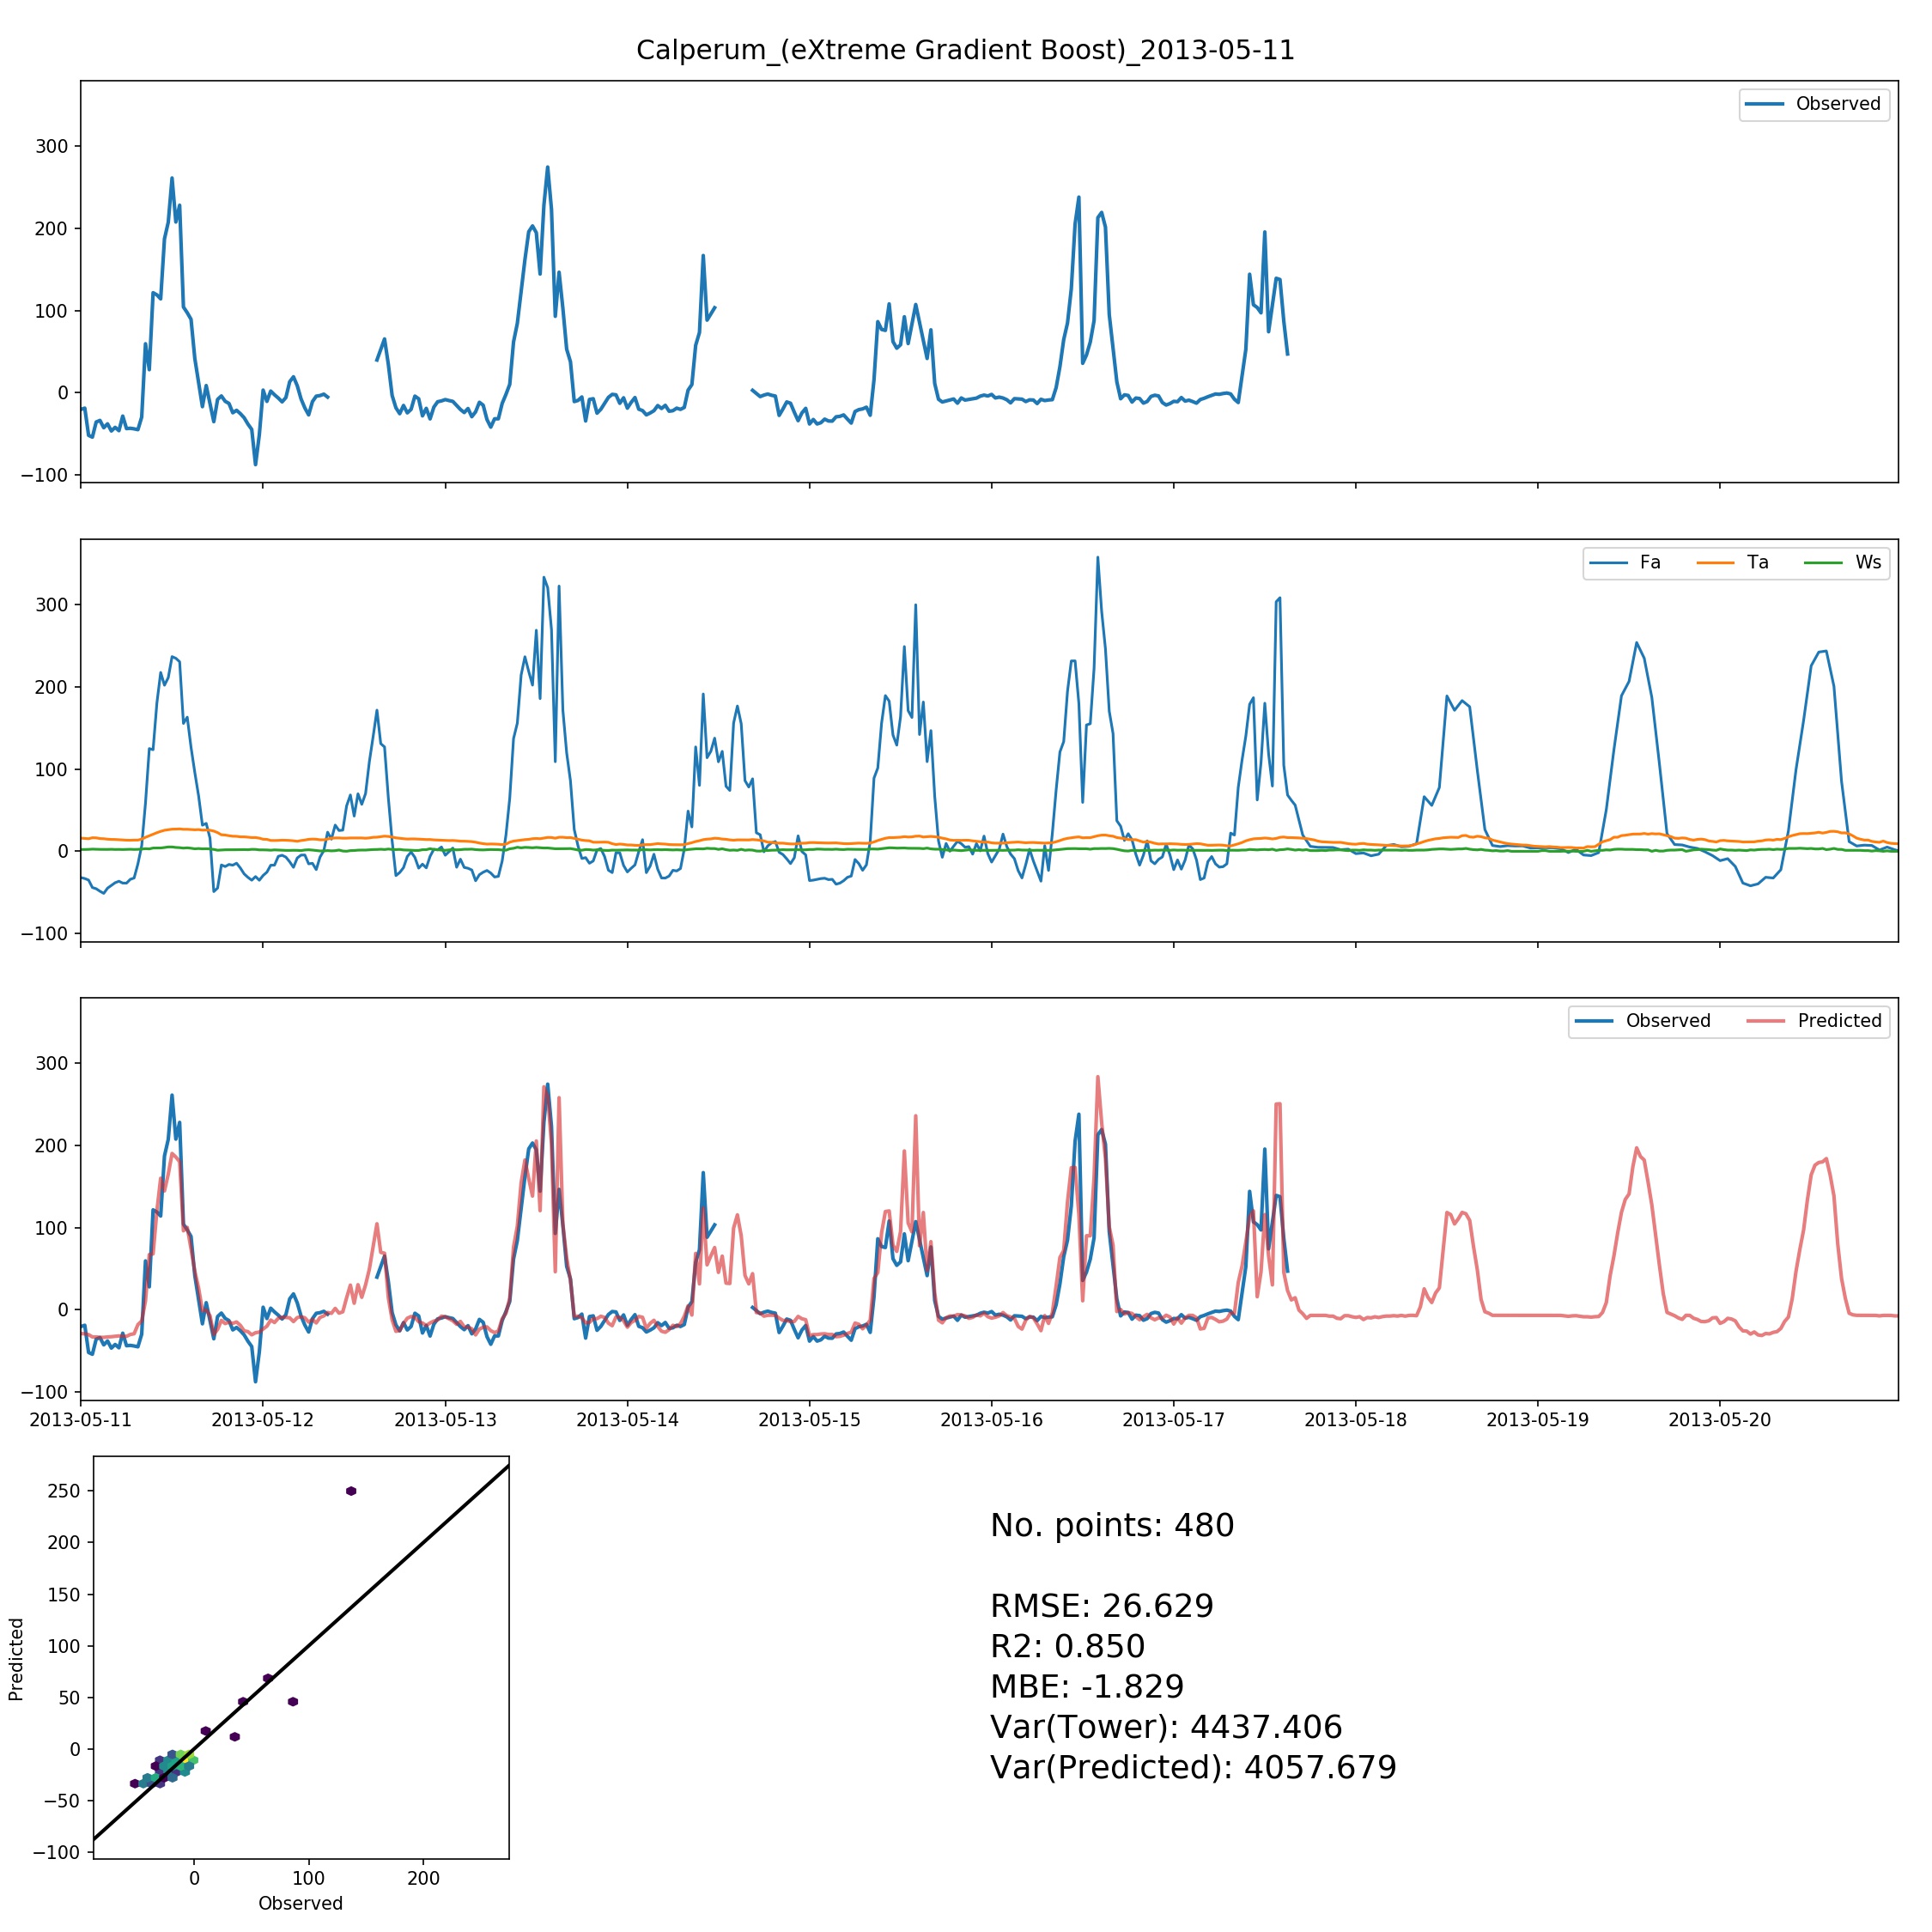 Calperum_(eXtreme Gradient Boost)_2013-05-11
Observed
300
200
100
0
−100
Fa Ta Ws
300
200
100
0
−100
Observed Predicted
300
200
100
0
−100
2013-05-11 2013-05-12 2013-05-13 2013-05-14 2013-05-15 2013-05-16 2013-05-17 2013-05-18 2013-05-19 2013-05-20
Predicted
250
200
150
100
50
0
−50
−100
0 100 200
Observed
No. points: 480
RMSE: 26.629
R2: 0.850
MBE: -1.829
Var(Tower): 4437.406
Var(Predicted): 4057.679